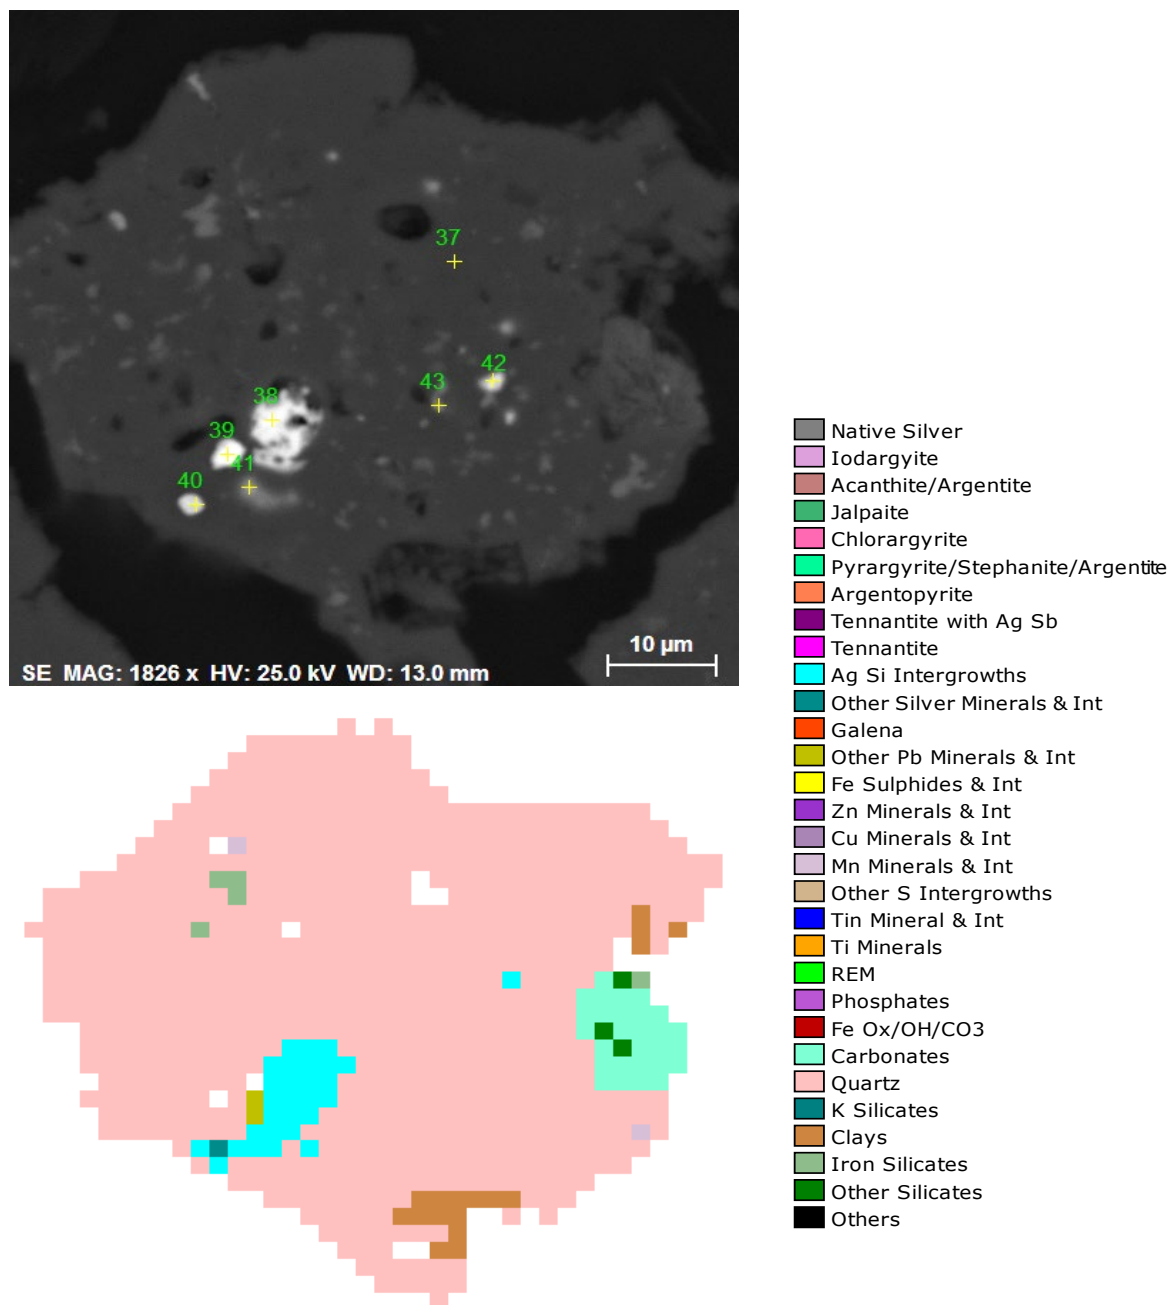 37
42
43
38
39
41
40
10 µm
SE MAG: 1826 x HV: 25.0 kV WD: 13.0 mm
Native Silver
Iodargyite
Acanthite/Argentite
Jalpaite
Chlorargyrite
Pyrargyrite/Stephanite/Argentite
Argentopyrite
Tennantite with Ag Sb
Tennantite
Ag Si Intergrowths
Other Silver Minerals & Int
Galena
Other Pb Minerals & Int
Fe Sulphides & Int
Zn Minerals & Int
Cu Minerals & Int
Mn Minerals & Int
Other S Intergrowths
Tin Mineral & Int
Ti Minerals
REM
Phosphates
Fe Ox/OH/CO3
Carbonates
Quartz
K Silicates
Clays
Iron Silicates
Other Silicates
Others